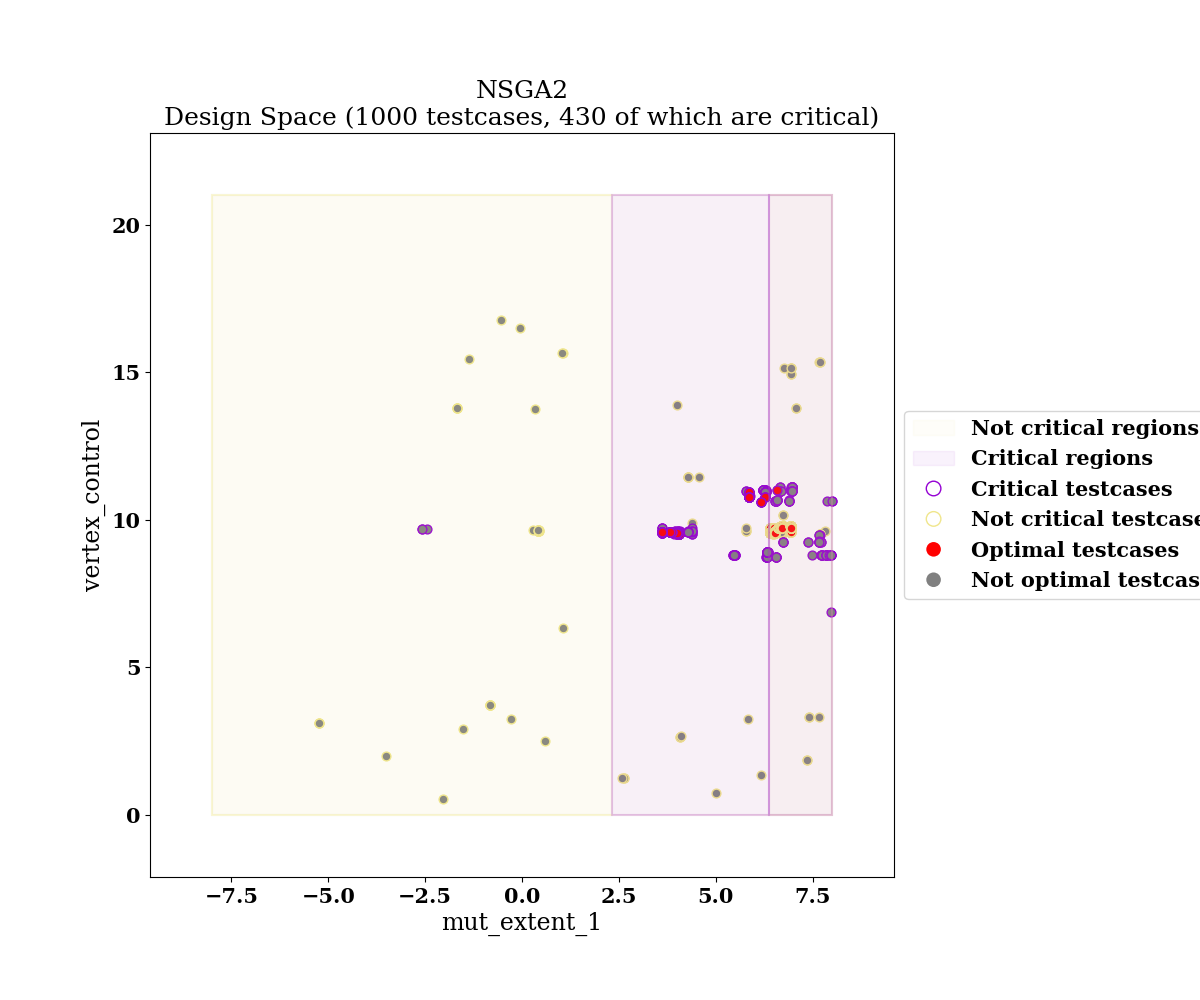 NSGA2
Design Space (1000 testcases, 430 of which are critical)
20
15
10
5
0
vertex_control
−7.5
−5.0
−2.5
0.0
2.5
5.0
7.5
mut_extent_1
Not critical regions
Critical regions
Critical testcases
Not critical testcase
Optimal testcases
Not optimal testcas